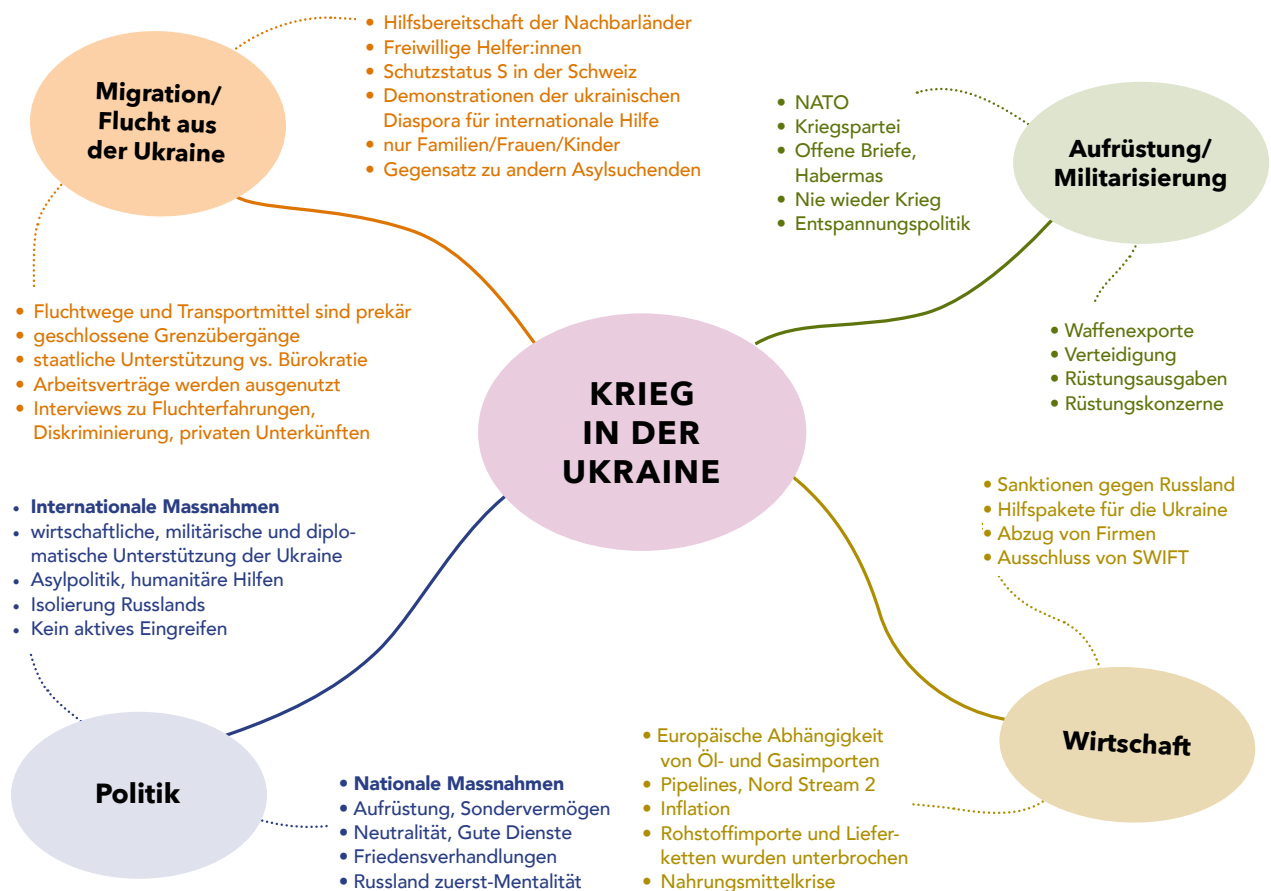 Migration/
Flucht aus
der Ukraine
• Hilfsbereitschaft der Nachbarländer
• Freiwillige Helfer:innen
• Schutzstatus S in der Schweiz
• Demonstrationen der ukrainischen
Diaspora für internationale Hilfe
• nur Familien/Frauen/Kinder
• Gegensatz zu andern Asylsuchenden
• Fluchtwege und Transportmittel sind prekär
• geschlossene Grenzübergänge
• staatliche Unterstützung vs. Bürokratie
• Arbeitsverträge werden ausgenutzt
• Interviews zu Fluchterfahrungen,
Diskriminierung, privaten Unterkünften
• NATO
• Kriegspartei
• Offene Briefe,
Habermas
• Nie wieder Krieg
• Entspannungspolitik
Aufrüstung/
Militarisierung
• Waffenexporte
• Verteidigung
• Rüstungsausgaben
• Rüstungskonzerne
KRIEG
IN DER
UKRAINE
• Internationale Massnahmen
• wirtschaftliche, militärische und diplo-
matische Unterstützung der Ukraine
• Asylpolitik, humanitäre Hilfen
• Isolierung Russlands
• Kein aktives Eingreifen
Politik
• Nationale Massnahmen
• Aufrüstung, Sondervermögen
• Neutralität, Gute Dienste
• Friedensverhandlungen
• Russland zuerst-Mentalität
• Sanktionen gegen Russland
• Hilfspakete für die Ukraine
• Abzug von Firmen
• Ausschluss von SWIFT
Wirtschaft
• Europäische Abhängigkeit
von Öl- und Gasimporten
• Pipelines, Nord Stream 2
• Inflation
• Rohstoffimporte und Liefer-
ketten wurden unterbrochen
• Nahrungsmittelkrise